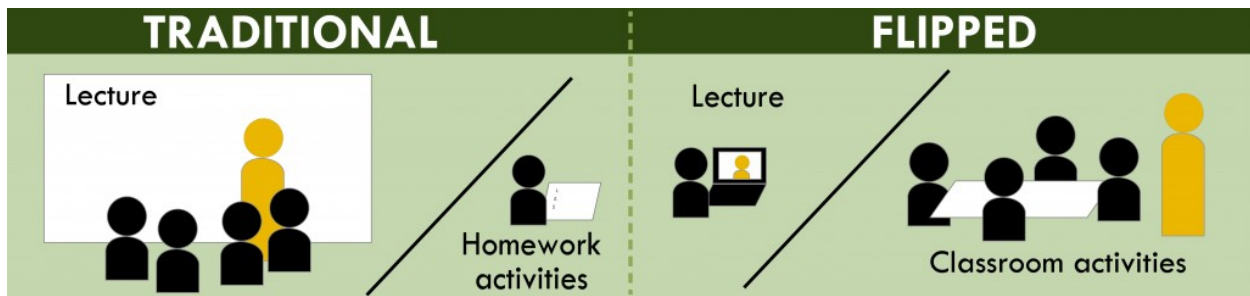 TRADITIONAL
Lecture
Homework
activities
FLIPPED
Lecture
Classroom activities